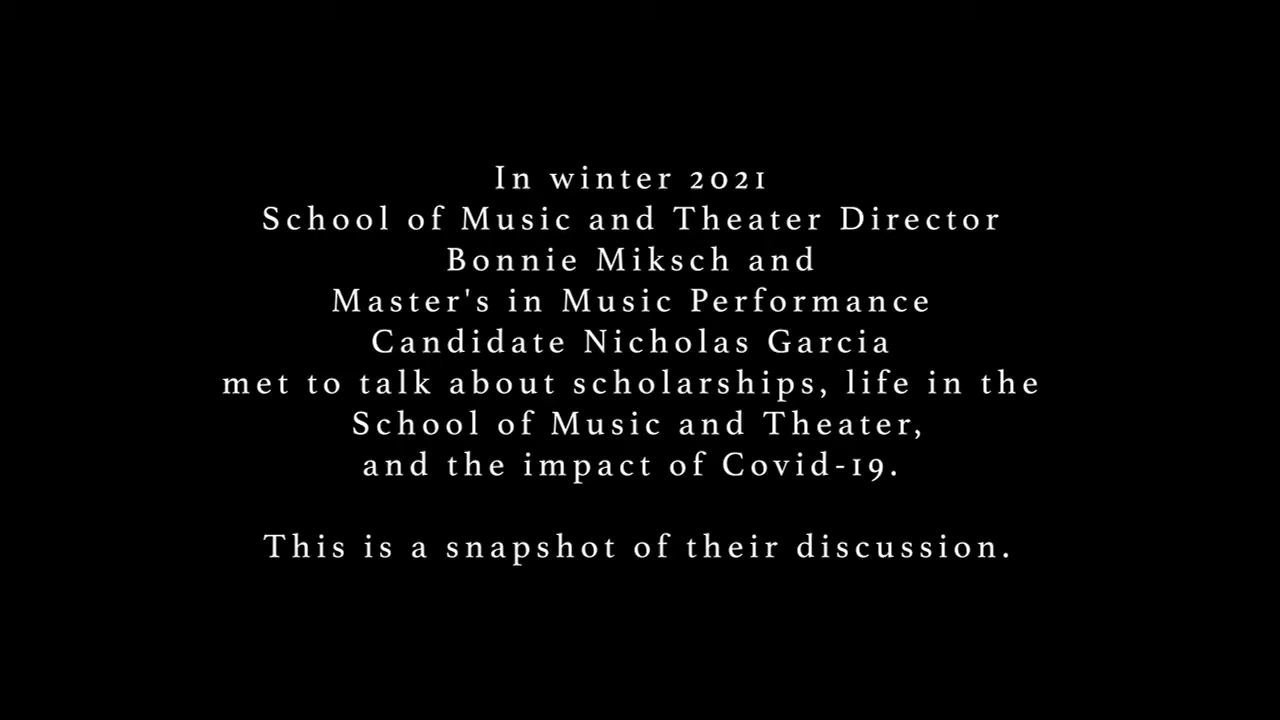 In winter 2021
School of Music and Theater Director
Bonnie Miksch and
Master's in Music Performance
Candidate Nicholas Garcia
met to talk about scholarships, life in the
School of Music and Theater,
and the impact of Covid-19.
This is a snapshot of their discussion.